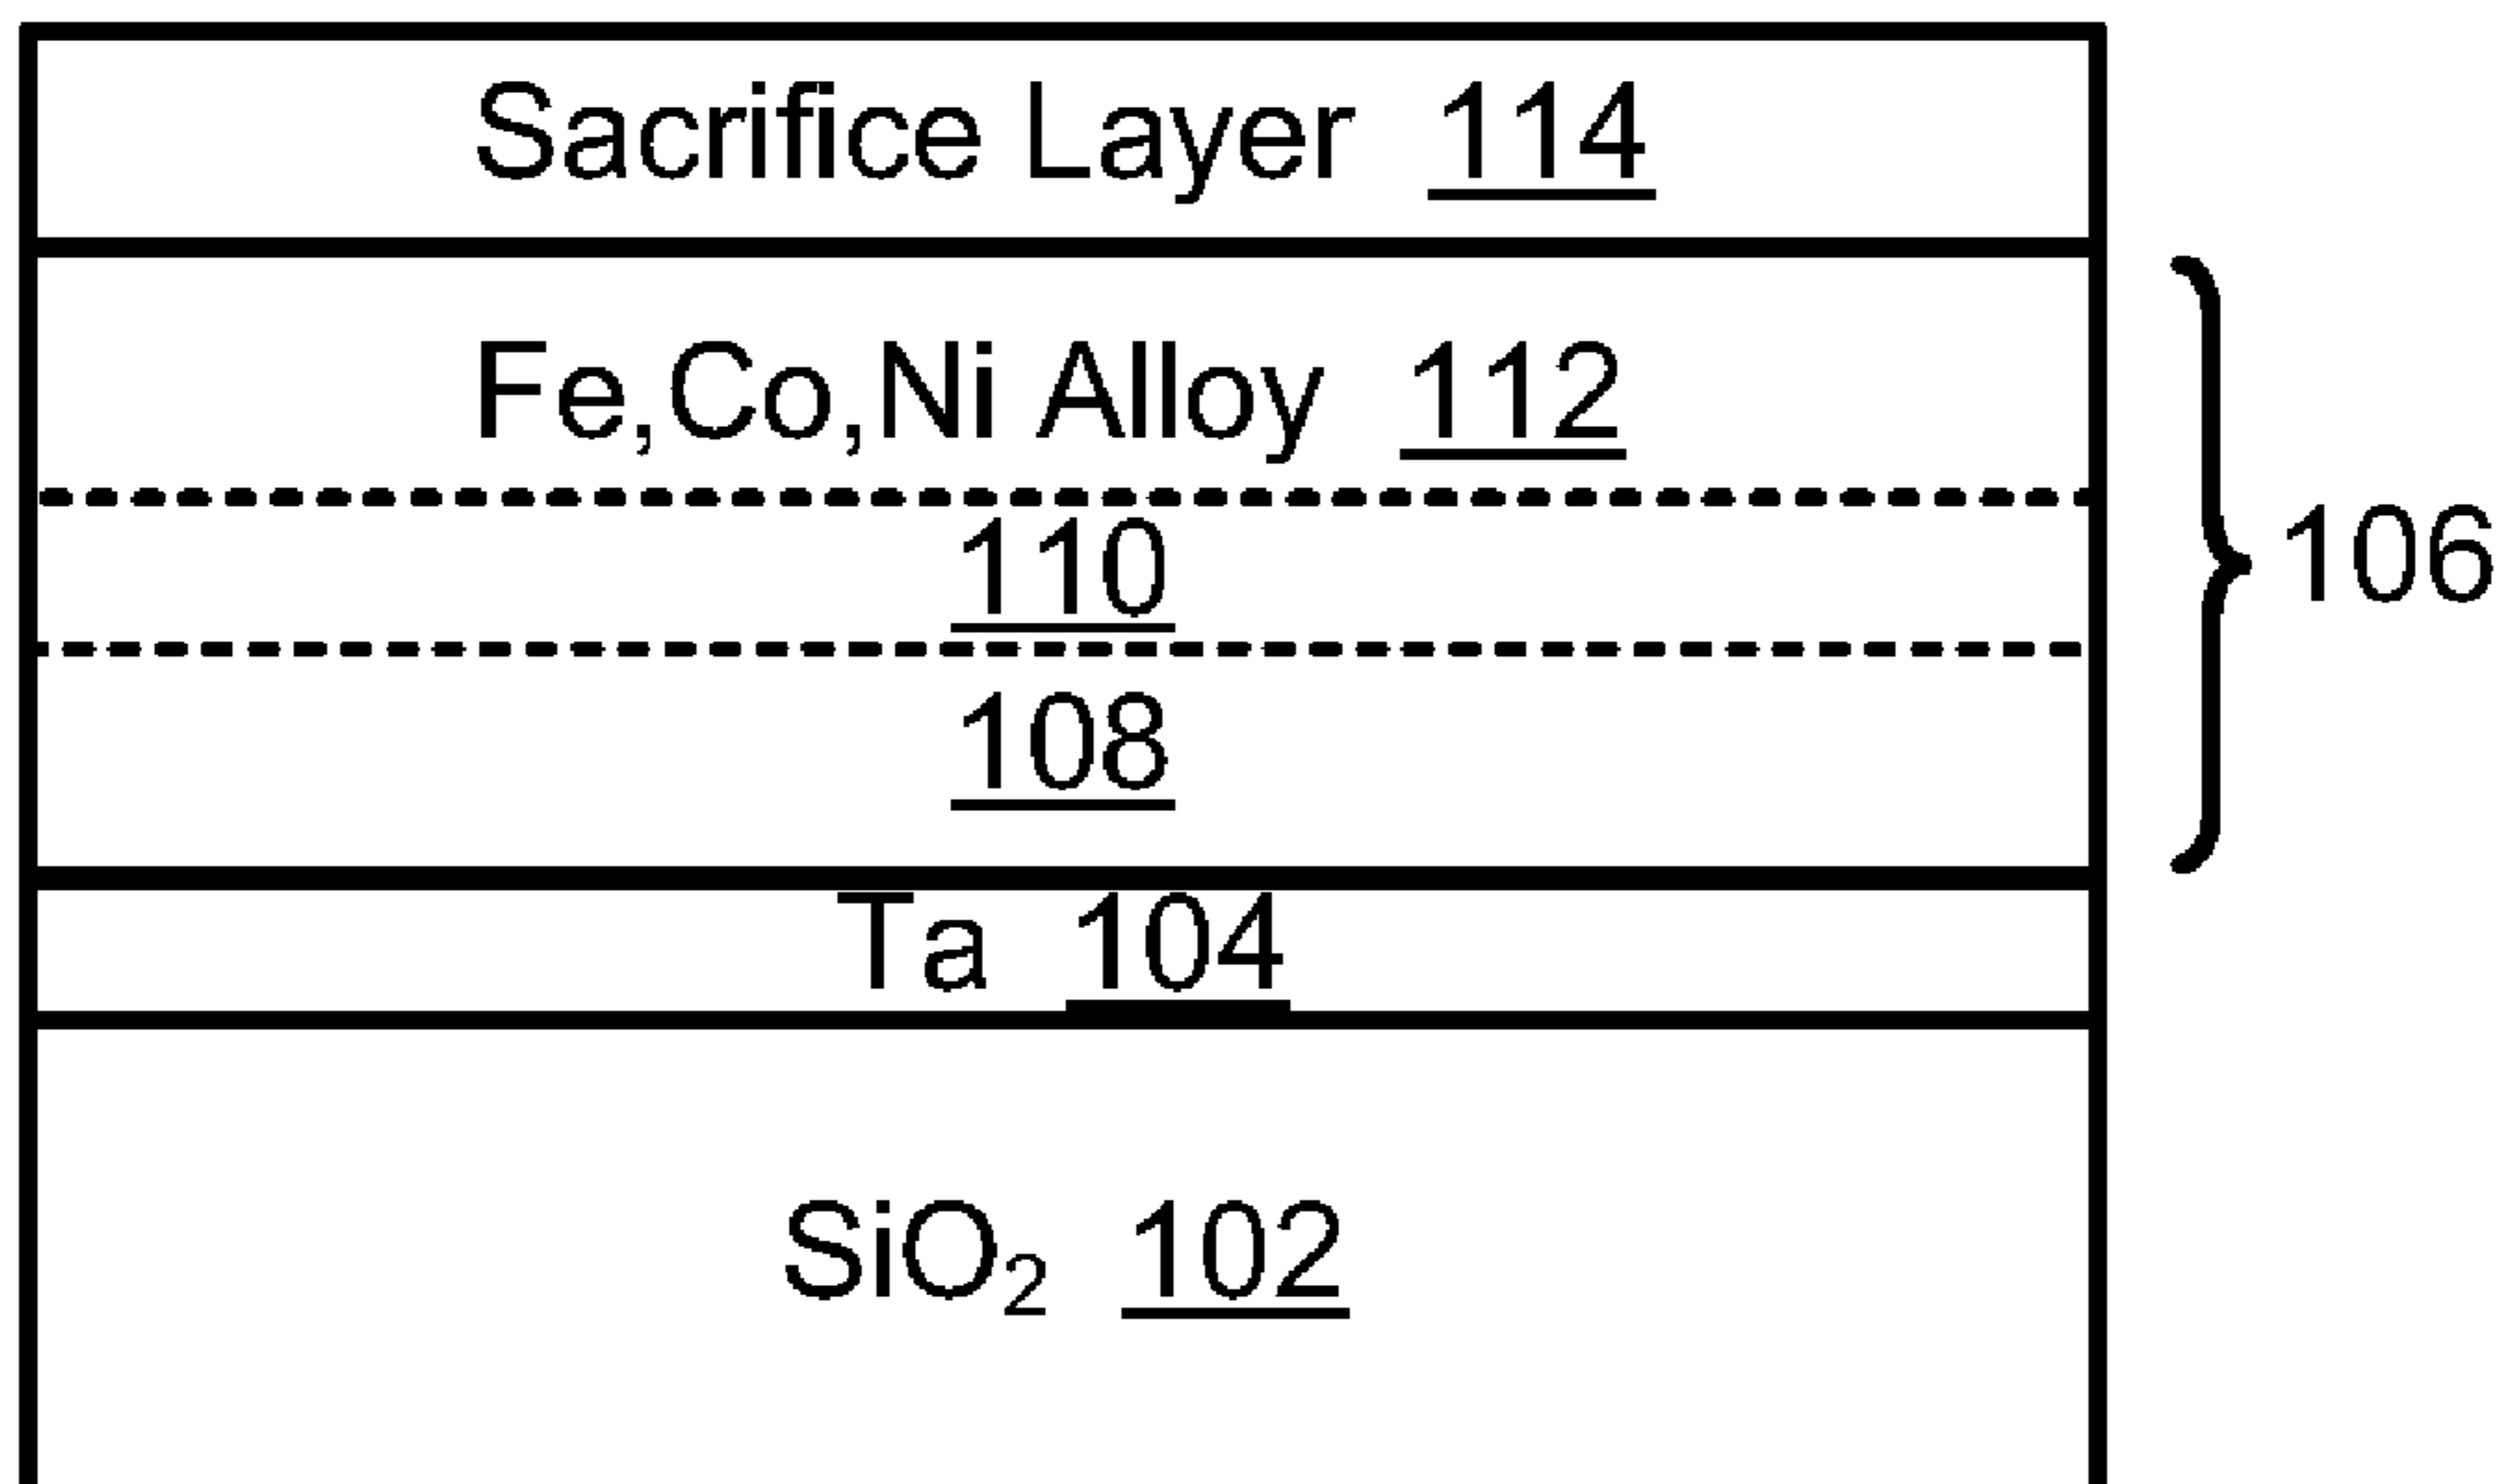 Sacrifice Layer 114
Fe,Co,Ni Alloy 112
110
106
108
Ta 104
SiO₂ 102